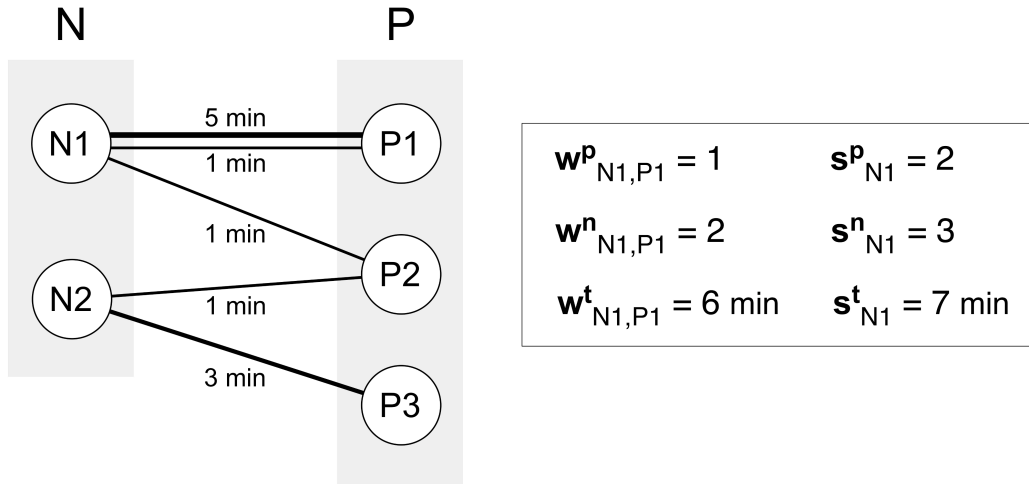 N
P
N1
5 min
P1
1 min
1 min
P2
N2
1 min
3 min
P3
w^p_N1,P1 = 1
s^p_N1 = 2
w^n_N1,P1 = 2
s^n_N1 = 3
w^t_N1,P1 = 6 min
s^t_N1 = 7 min